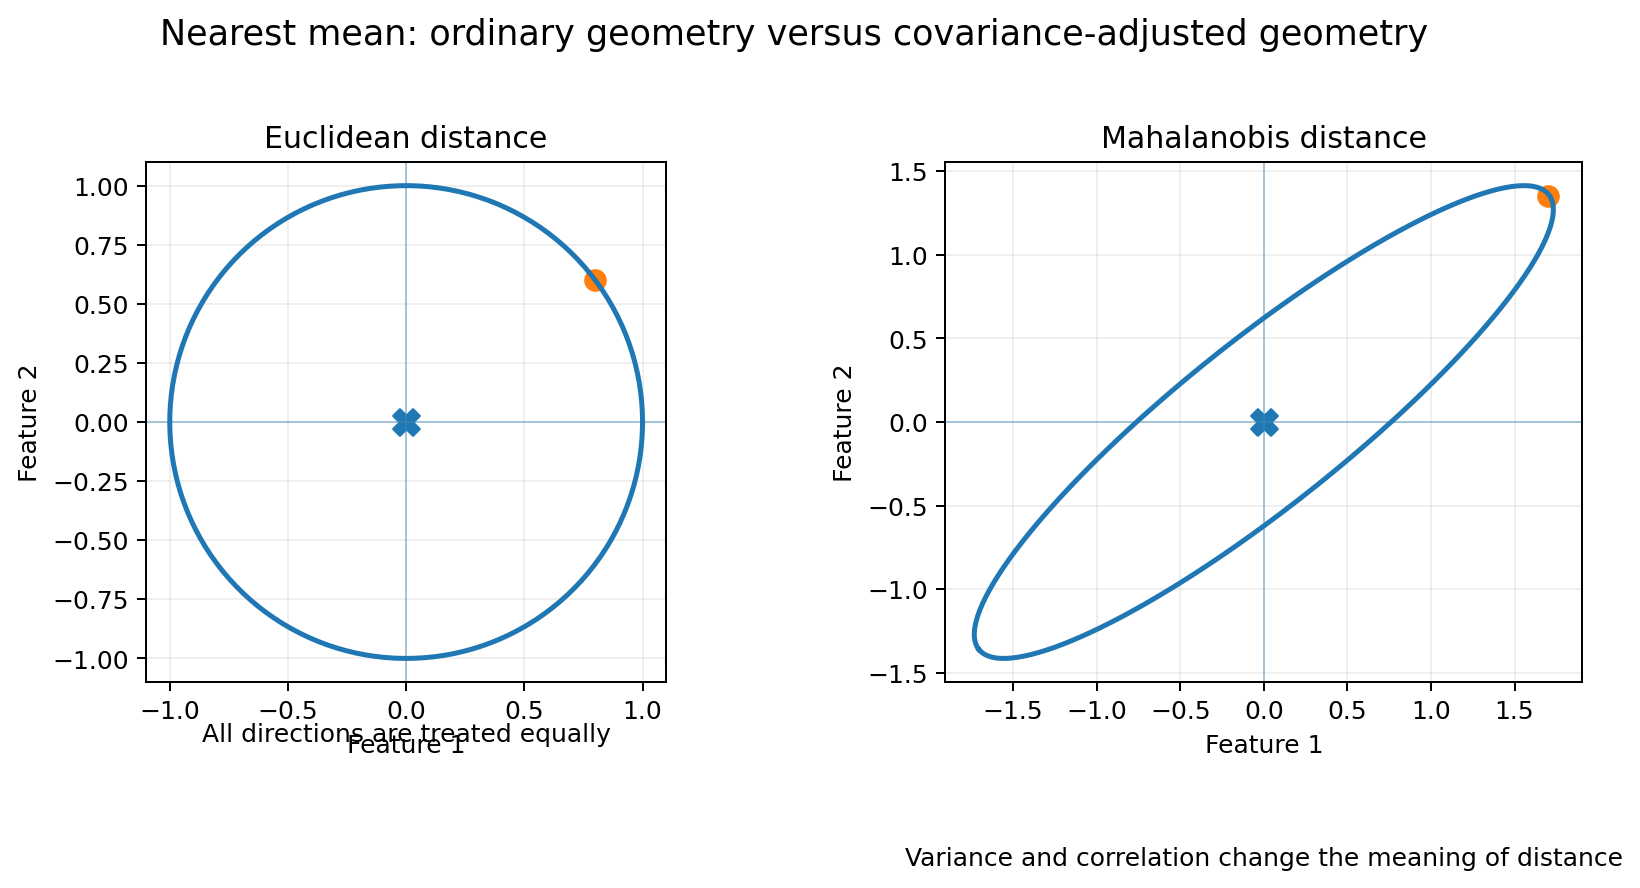 Nearest mean: ordinary geometry versus covariance-adjusted geometry
Euclidean distance
1.00
0.75
0.50
0.25
0.00
−0.25
−0.50
−0.75
−1.00
Feature 2
−1.0 −0.5 0.0 0.5 1.0
All directions are treated equally
Feature 1
Mahalanobis distance
1.5
1.0
0.5
0.0
−0.5
−1.0
−1.5
Feature 2
−1.5 −1.0 −0.5 0.0 0.5 1.0 1.5
Feature 1
Variance and correlation change the meaning of distance